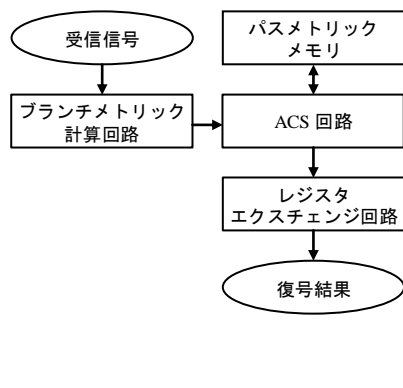 受信信号
パスメトリック
メモリ
ブランチメトリック
計算回路
ACS 回路
レジスタ
エクスチェンジ回路
復号結果